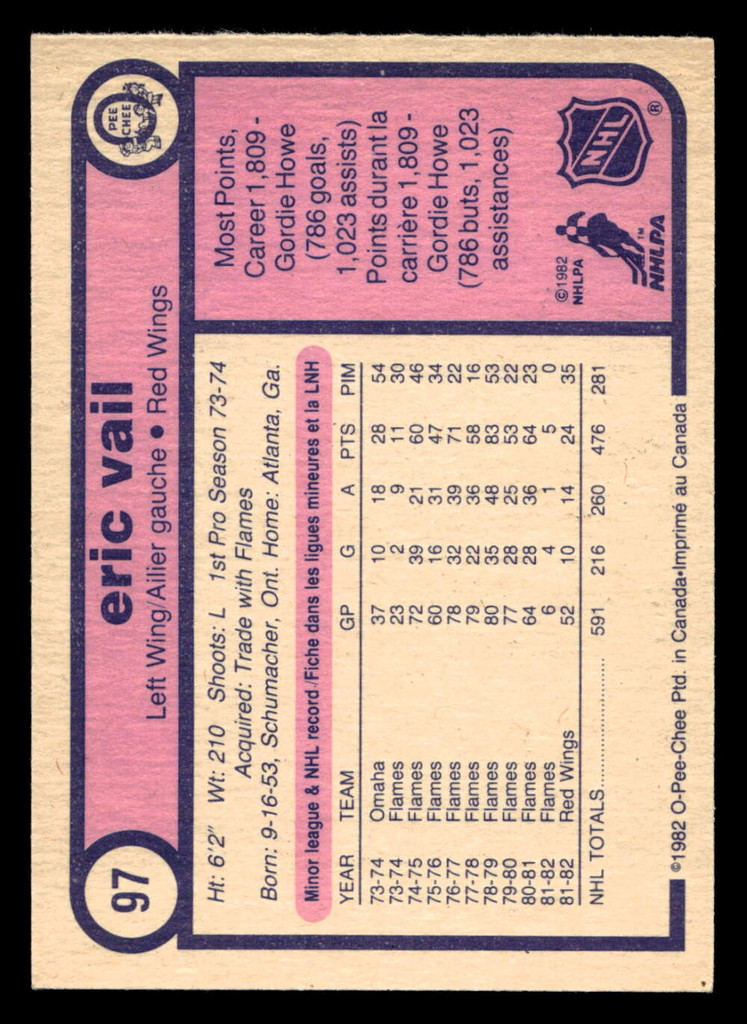 97
eric vail
Left Wing/Ailier gauche • Red Wings
O
PEE
CHEE
Ht: 6'2" Wt: 210 Shoots: L 1st Pro Season 73-74
Acquired: Trade with Flames
Born: 9-16-53, Schumacher, Ont. Home: Atlanta, Ga.
Minor league & NHL record/Fiche dans les ligues mineures et la LNH
YEAR TEAM GP G A PTS PIM
73-74 Omaha 37 10 18 28 54
73-74 Flames 23 2 9 11 30
74-75 Flames 72 39 21 60 46
75-76 Flames 60 16 31 47 34
76-77 Flames 78 32 39 71 22
77-78 Flames 79 22 36 58 16
78-79 Flames 80 35 48 83 53
79-80 Flames 77 28 25 53 22
80-81 Flames 64 28 36 64 23
81-82 Flames 6 4 1 5 0
81-82 Red Wings 52 10 14 24 35
NHL TOTALS.................... 591 216 260 476 281
Most Points,
Career 1,809 -
Gordie Howe
(786 goals,
1,023 assists)
Points durant la
carrière 1,809 -
Gordie Howe
(786 buts, 1,023
assistances)
©1982
NHLPA
™
NHLPA
NHL
®
©1982 O-Pee-Chee Ptd. in Canada•Imprimé au Canada